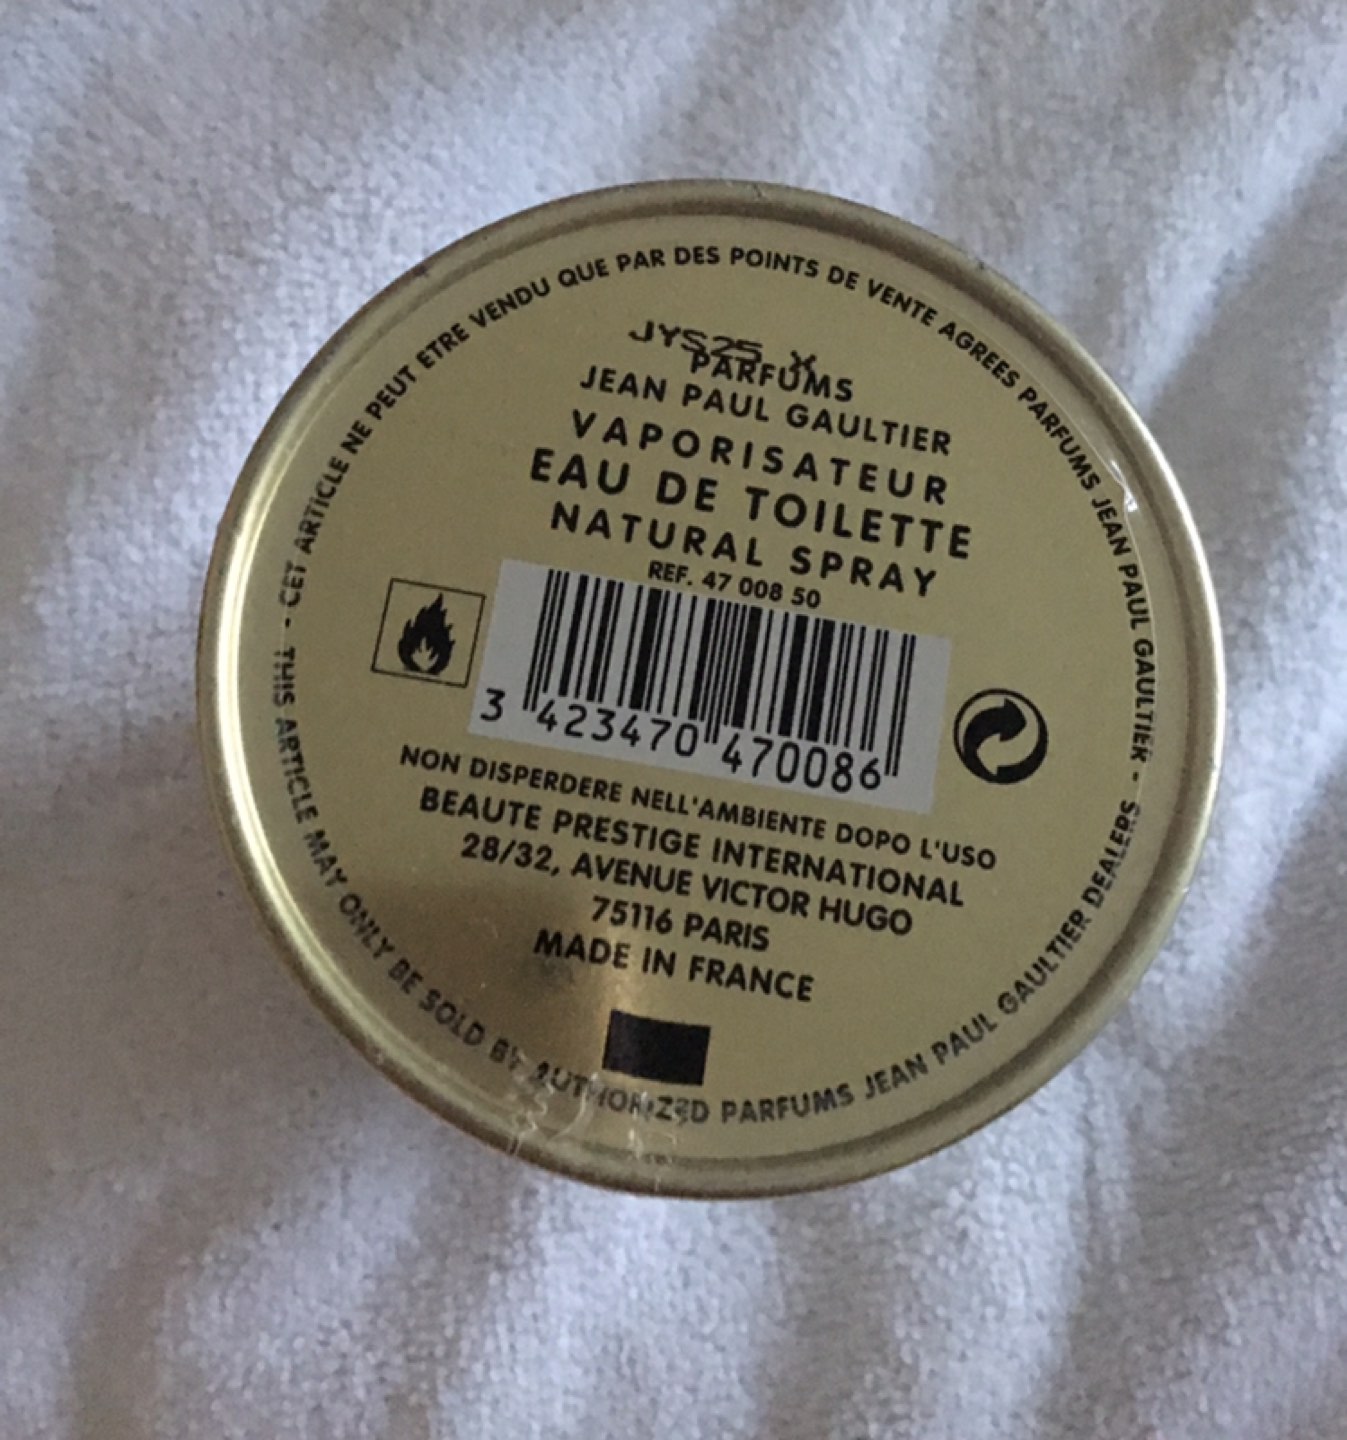 CET ARTICLE NE PEUT ETRE VENDU QUE PAR DES POINTS DE VENTE AGREES PARFUMS JEAN PAUL GAULTIER -
THIS ARTICLE MAY ONLY BE SOLD BY AUTHORIZED PARFUMS JEAN PAUL GAULTIER DEALERS -
JYS25 X
PARFUMS
JEAN PAUL GAULTIER
VAPORISATEUR
EAU DE TOILETTE
NATURAL SPRAY
REF. 47 008 50
3 423470 470086
NON DISPERDERE NELL'AMBIENTE DOPO L'USO
BEAUTE PRESTIGE INTERNATIONAL
28/32, AVENUE VICTOR HUGO
75116 PARIS
MADE IN FRANCE